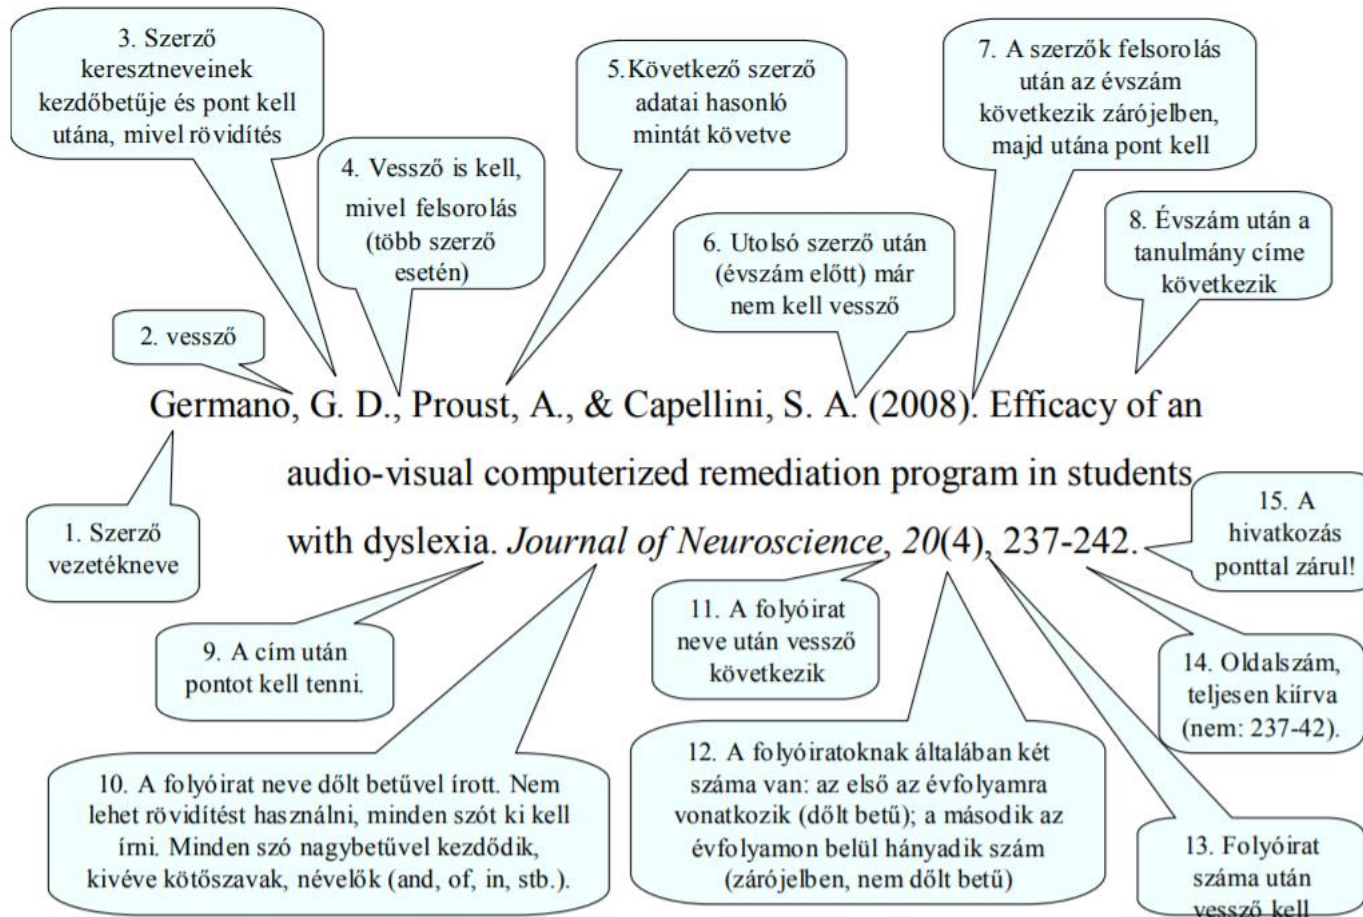 3. Szerző
keresztneveinek
kezdőbetűje és pont kell
utána, mivel rövidítés
4. Vessző is kell,
mivel felsorolás
(több szerző
esetén)
5.Következő szerző
adatai hasonló
mintát követve
6. Utolsó szerző után
(évszám előtt) már
nem kell vessző
7. A szerzők felsorolás
után az évszám
következik zárójelben,
majd utána pont kell
8. Évszám után a
tanulmány címe
következik
2. vessző
Germano, G. D., Proust, A., & Capellini, S. A. (2008). Efficacy of an
audio-visual computerized remediation program in students
with dyslexia. Journal of Neuroscience, 20(4), 237-242.
1. Szerző
vezetékneve
9. A cím után
pontot kell tenni.
10. A folyóirat neve dőlt betűvel írott. Nem
lehet rövidítést használni, minden szót ki kell
írni. Minden szó nagybetűvel kezdődik,
kivéve kötőszavak, névelők (and, of, in, stb.).
11. A folyóirat
neve után vessző
következik
12. A folyóiratoknak általában két
száma van: az első az évfolyamra
vonatkozik (dőlt betű); a második az
évfolyamon belül hányadik szám
(zárójelben, nem dőlt betű)
13. Folyóirat
száma után
vessző kell
14. Oldalszám,
teljesen kiírva
(nem: 237-42).
15. A
hivatkozás
ponttal zárul!